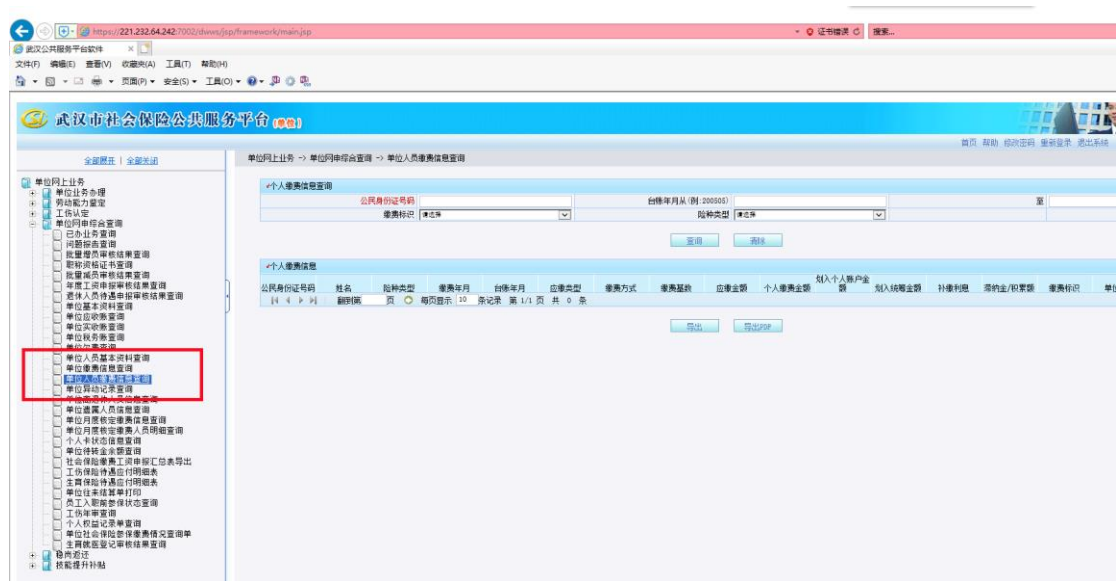 https://221.232.64.242:7002/dwws/jsp/framework/main.jsp
证书错误
搜索...
武汉公共服务平台软件
文件(F) 编辑(E) 查看(V) 收藏夹(A) 工具(T) 帮助(H)
页面(P) 安全(S) 工具(O)
武汉市社会保险公共服务平台(单位)
首页 帮助 修改密码 重新登录 退出系统
全部展开 | 全部关闭
单位网上业务 -> 单位网申综合查询 -> 单位人员缴费信息查询
单位网上业务
单位业务办理
劳动能力鉴定
工伤认定
单位网申综合查询
已办业务查询
问题报告查询
批量增员审核结果查询
职称资格证书查询
批量减员审核结果查询
年度工资申报审核结果查询
退休人员待遇申报审核结果查询
单位基本资料查询
单位应收账查询
单位实收账查询
单位税务账查询
单位欠费查询
单位人员基本资料查询
单位缴费信息查询
单位人员缴费信息查询
单位异动记录查询
单位离退休人员信息查询
单位遗属人员信息查询
单位月度核定缴费信息查询
单位月度核定缴费人员明细查询
个人卡状态信息查询
单位待转金余额查询
社会保险缴费工资申报汇总表导出
工伤保险待遇应付明细表
生育保险待遇应付明细表
单位往来结算单打印
员工入职前参保状态查询
工伤年审查询
个人权益记录单查询
单位社会保险参保缴费情况查询单
生育就医登记审核结果查询
稳岗返还
技能提升补贴
个人缴费信息查询
公民身份证号码 台账年月从(例:200505) 至
缴费标识 请选择 险种类型 请选择
查询 清除
个人缴费信息
公民身份证号码 姓名 险种类型 缴费年月 台账年月 应缴类型 缴费方式 缴费基数 应缴金额 个人缴费金额 划入个人账户金额 划入统筹金额 补缴利息 滞纳金/积累额 缴费标识 单位
翻到第 页 每页显示 10 条记录 第 1/1 页 共 0 条
导出 导出PDF